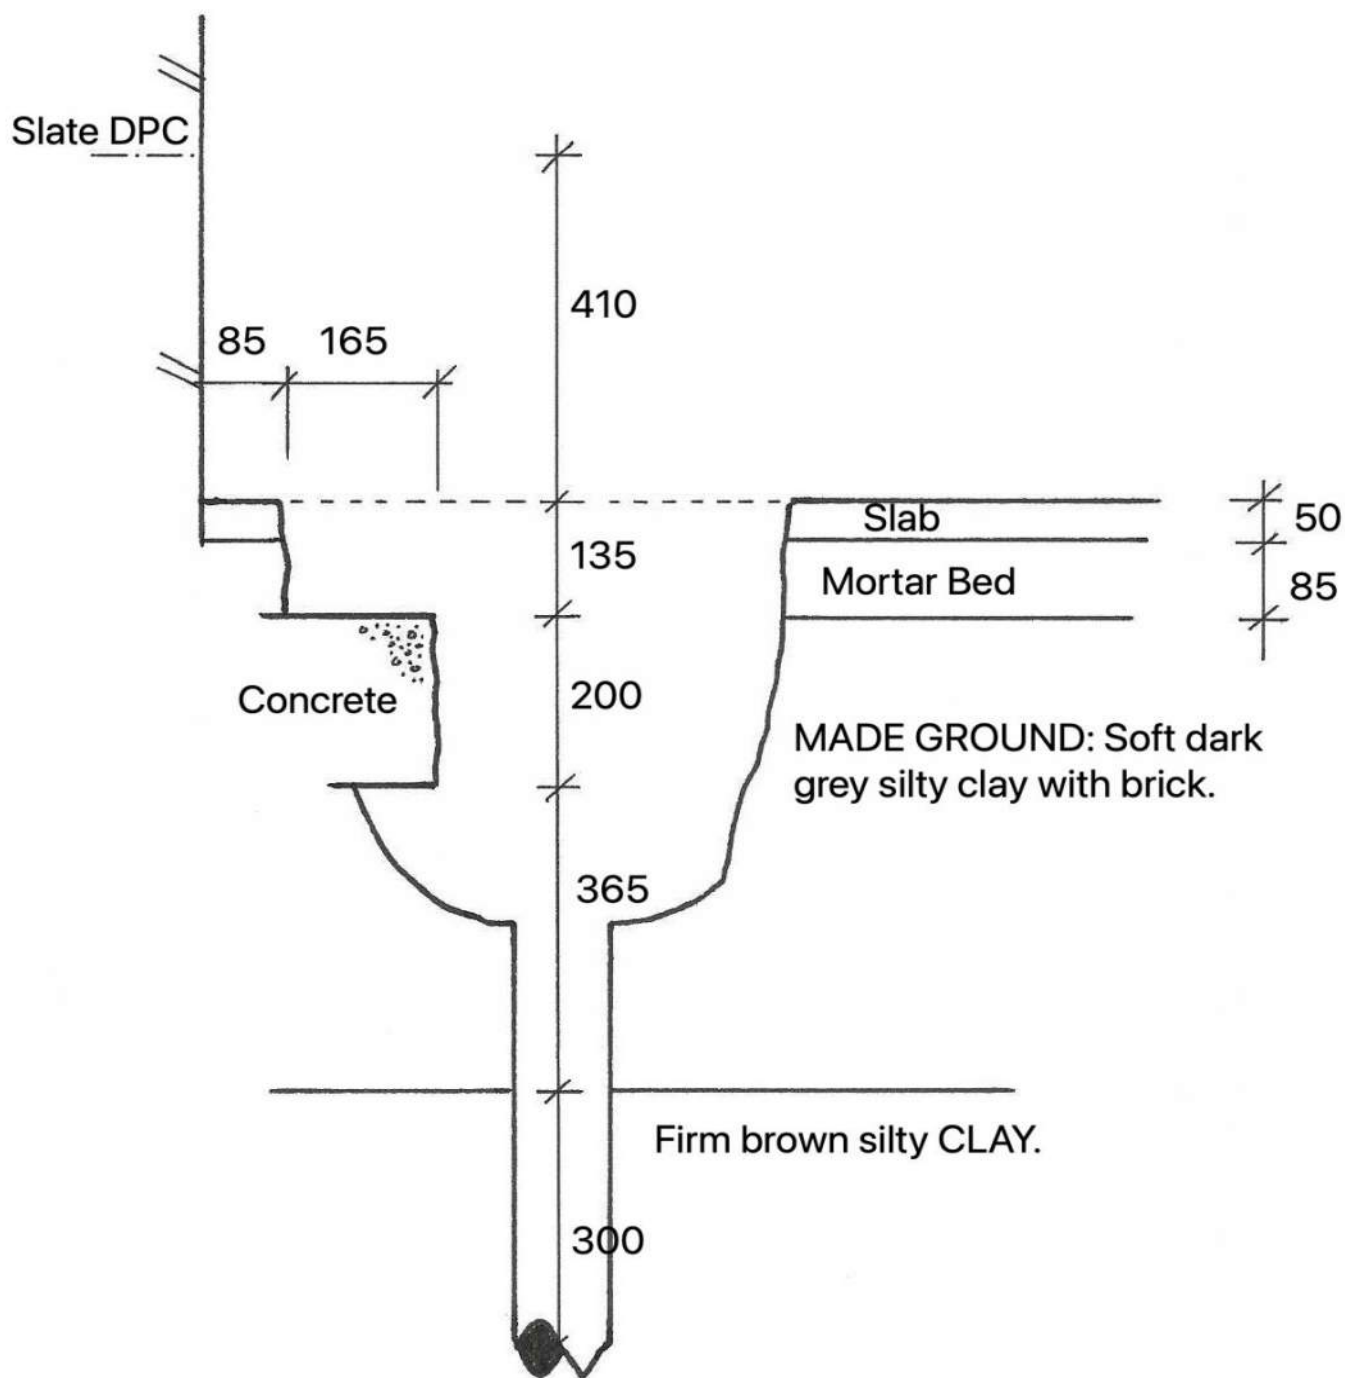 Slate DPC
410
85 165
Slab
50
135
Mortar Bed
85
Concrete
200
MADE GROUND: Soft dark
grey silty clay with brick.
365
Firm brown silty CLAY.
300